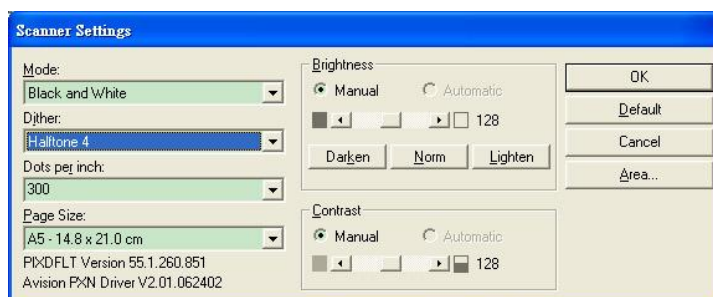 Scanner Settings
Mode:
Black and White
Dither:
Halftone 4
Dots per inch:
300
Page Size:
A5 - 14.8 x 21.0 cm
PIXDFLT Version 55.1.260.851
Avision PXN Driver V2.01.062402
Brightness
Manual Automatic
128
Darken Norm Lighten
Contrast
Manual Automatic
128
OK
Default
Cancel
Area...